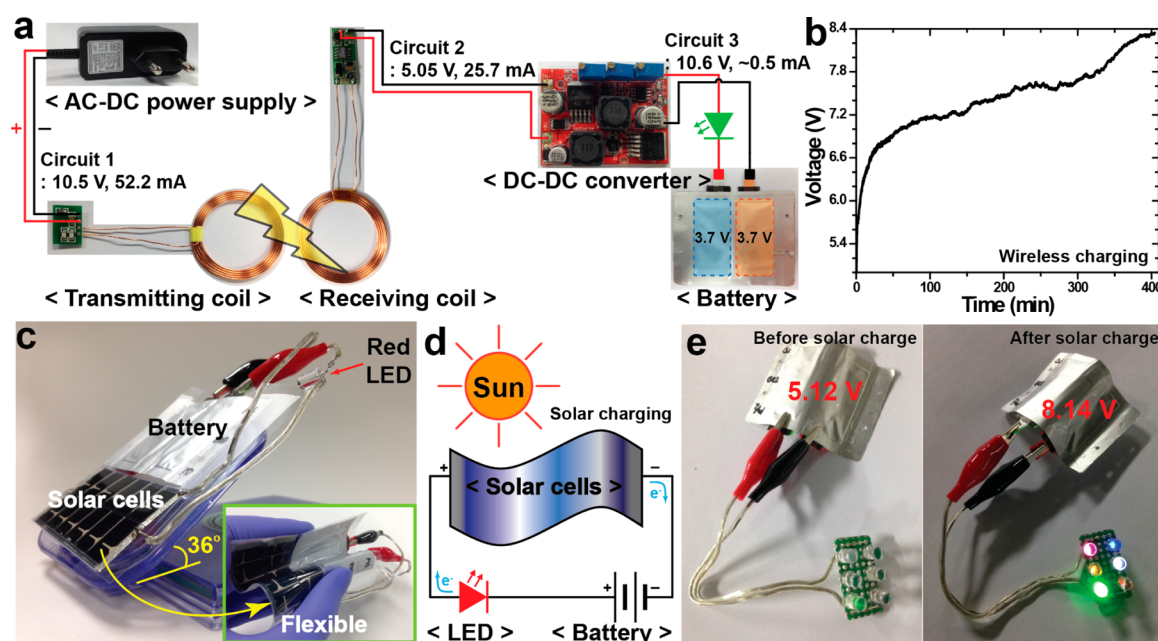 a
Circuit 2
: 5.05 V, 25.7 mA
Circuit 3
: 10.6 V, ~0.5 mA
< AC-DC power supply >
+
−
Circuit 1
: 10.5 V, 52.2 mA
< DC-DC converter >
3.7 V
3.7 V
< Transmitting coil >
< Receiving coil >
< Battery >
b
8.4
7.8
7.2
6.6
6.0
5.4
Voltage (V)
Wireless charging
0
100
200
300
400
Time (min)
c
Red
LED
Battery
Solar cells
36°
Flexible
d
Sun
Solar charging
+
−
< Solar cells >
e⁻
e⁻
< LED >
< Battery >
e
Before solar charge
5.12 V
After solar charge
8.14 V